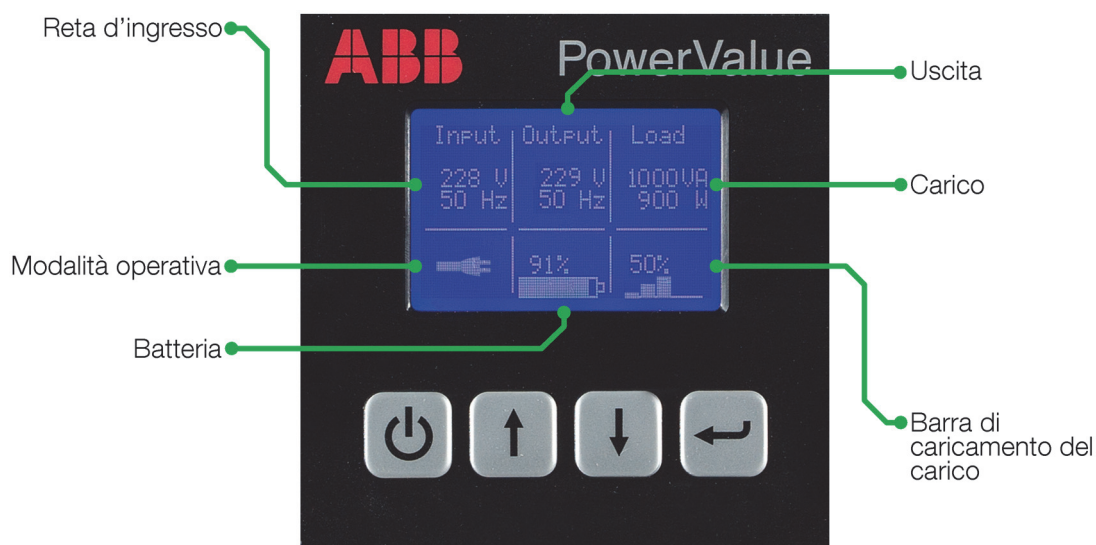 Reta d'ingresso
ABB
PowerValue
Uscita
Input Output Load
228 V 229 V 1000VA
50 Hz 50 Hz 900 W
Carico
Modalità operativa
91% 50%
Batteria
Barra di
caricamento del
carico